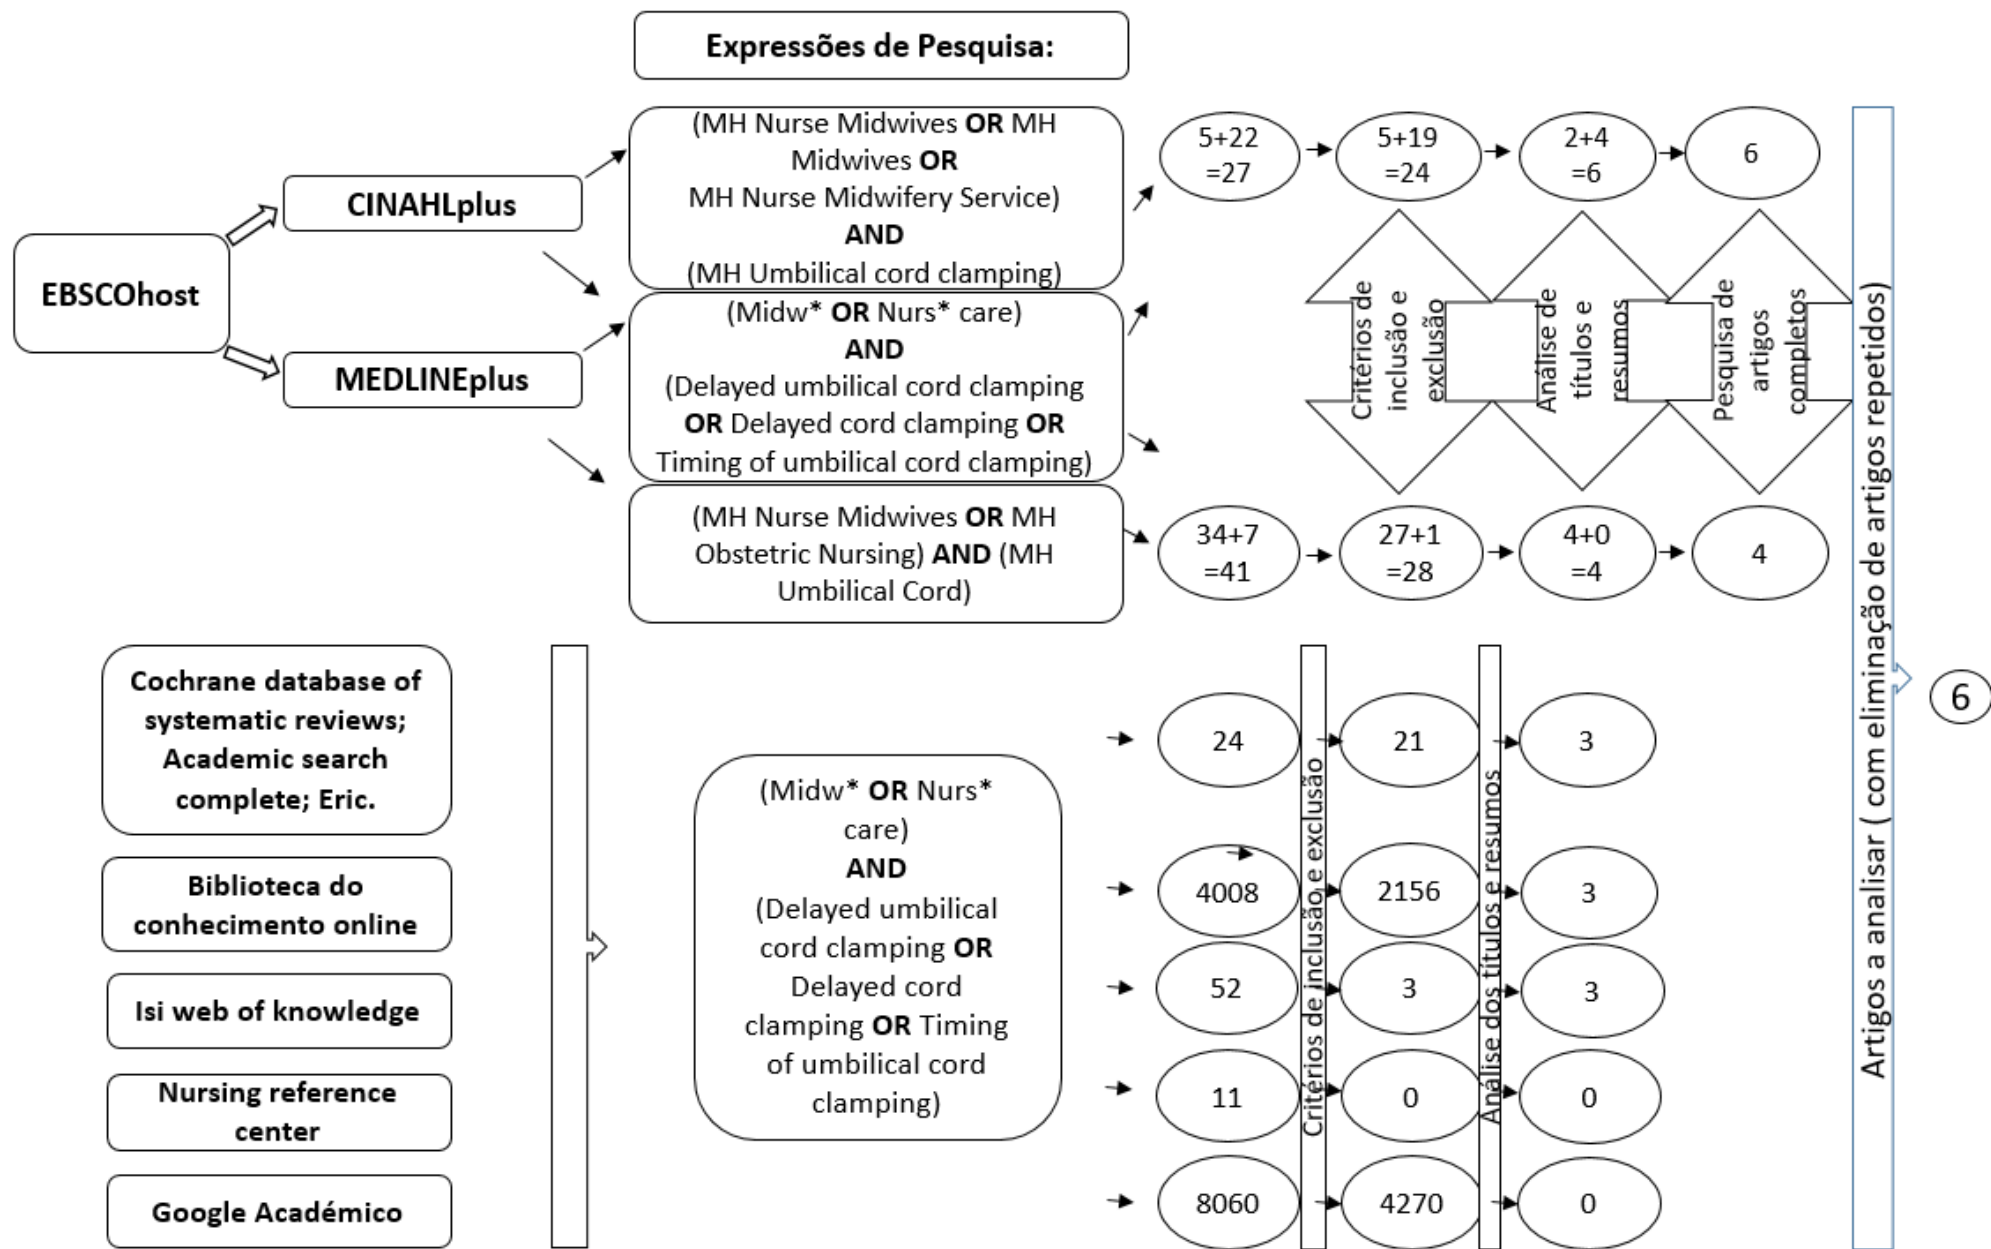 Expressões de Pesquisa:
EBSCOhost
CINAHLplus
MEDLINEplus
(MH Nurse Midwives OR MH
Midwives OR
MH Nurse Midwifery Service)
AND
(MH Umbilical cord clamping)
(Midw* OR Nurs* care)
AND
(Delayed umbilical cord clamping
OR Delayed cord clamping OR
Timing of umbilical cord clamping)
(MH Nurse Midwives OR MH
Obstetric Nursing) AND (MH
Umbilical Cord)
5+22
=27
5+19
=24
2+4
=6
6
Critérios de
inclusão e
exclusão
Análise de
títulos e
resumos
Pesquisa de
artigos
completos
34+7
=41
27+1
=28
4+0
=4
4
Cochrane database of
systematic reviews;
Academic search
complete; Eric.
Biblioteca do
conhecimento online
Isi web of knowledge
Nursing reference
center
Google Académico
(Midw* OR Nurs*
care)
AND
(Delayed umbilical
cord clamping OR
Delayed cord
clamping OR Timing
of umbilical cord
clamping)
24
21
3
4008
2156
3
52
3
3
11
0
0
8060
4270
0
Critérios de inclusão e exclusão
Análise dos títulos e resumos
Artigos a analisar ( com eliminação de artigos repetidos)
6